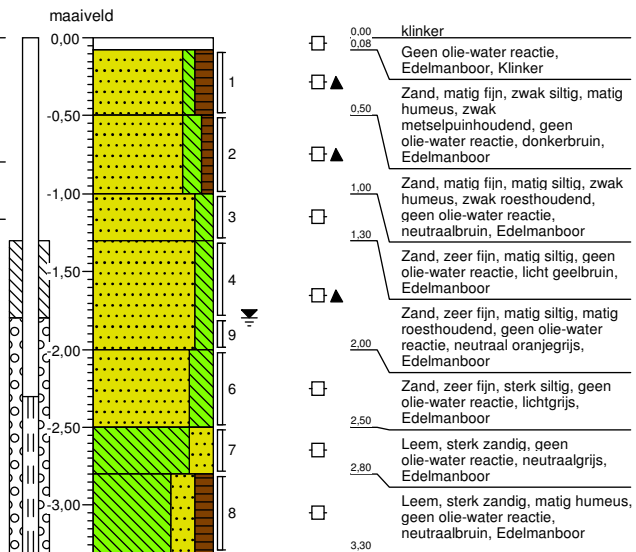 maaiveld
0,00
-0,50
-1,00
-1,50
-2,00
-2,50
-3,00
1
2
3
4
9
6
7
8
0,00
klinker
0,08
Geen olie-water reactie,
Edelmanboor, Klinker
Zand, matig fijn, zwak siltig, matig
humeus, zwak
metselpuinhoudend, geen
olie-water reactie, donkerbruin,
Edelmanboor
0,50
Zand, matig fijn, matig siltig, zwak
humeus, zwak roesthoudend,
geen olie-water reactie,
neutraalbruin, Edelmanboor
1,00
Zand, zeer fijn, matig siltig, geen
olie-water reactie, licht geelbruin,
Edelmanboor
1,30
Zand, zeer fijn, matig siltig, matig
roesthoudend, geen olie-water
reactie, neutraal oranjegrijs,
Edelmanboor
2,00
Zand, zeer fijn, sterk siltig, geen
olie-water reactie, lichtgrijs,
Edelmanboor
2,50
Leem, sterk zandig, geen
olie-water reactie, neutraalgrijs,
Edelmanboor
2,80
Leem, sterk zandig, matig humeus,
geen olie-water reactie,
neutraalbruin, Edelmanboor
3,30